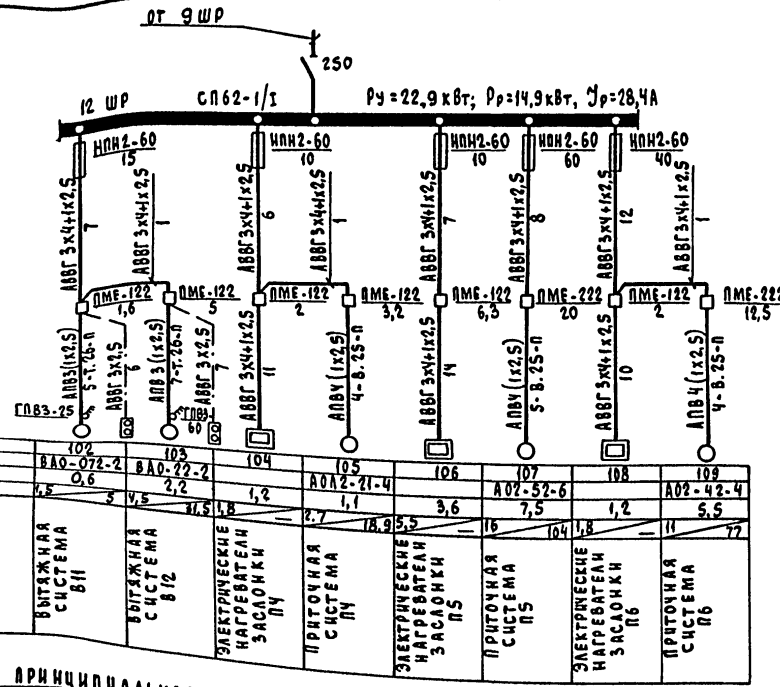 от 9 ШР
250
12 ШР
СП62-1/I
Ру=22,9 кВт; Рр=14,9 кВт, Jр=28,4А
НПН2-60
15
НПН2-60
10
НПН2-60
10
НПН2-60
60
НПН2-60
40
АВВГ 3х4+1х2,5
7
АВВГ 3х4+1х2,5
1
АВВГ 3х4+1х2,5
6
АВВГ 3х4+1х2,5
1
АВВГ 3х4+1х2,5
7
АВВГ 3х4+1х2,5
8
АВВГ 3х4+1х2,5
12
АВВГ 3х4+1х2,5
1
ПМЕ-122
1,6
ПМЕ-122
5
ПМЕ-122
2
ПМЕ-122
3,2
ПМЕ-122
6,3
ПМЕ-222
20
ПМЕ-122
2
ПМЕ-222
12,5
АПВ3(1х2,5)
5-Т.26-П
АВВГ 3х2,5
6
АПВ 3(1х2,5)
7-Т.26-П
АВВГ 3х2,5
7
АВВГ 3х4+1х2,5
11
АПВ4(1х2,5)
4-В.25-П
АВВГ 3х4+1х2,5
14
АПВ4(1х2,5)
5-В.25-П
АВВГ 3х4+1х2,5
10
АПВ4(1х2,5)
4-В.25-П
ГПВЗ-25
ГПВЗ-
60
102 103 104 105 106 107 108 109
ВАО-072-2 ВАО-22-2 АОЛ2-21-4 АО2-52-6 АО2-42-4
0,6 2,2 1,2 1,1 3,6 7,5 1,2 5,5
1,5 5 4,5 31,5 1,8 — 2,7 18,9 5,5 — 16 104 1,8 — 11 77
ВЫТЯЖНАЯ
СИСТЕМА
В11
ВЫТЯЖНАЯ
СИСТЕМА
В12
ЭЛЕКТРИЧЕСКИЕ
НАГРЕВАТЕЛИ
ЗАСЛОНКИ
П4
ПРИТОЧНАЯ
СИСТЕМА
П4
ЭЛЕКТРИЧЕСКИЕ
НАГРЕВАТЕЛИ
ЗАСЛОНКИ
П5
ПРИТОЧНАЯ
СИСТЕМА
П5
ЭЛЕКТРИЧЕСКИЕ
НАГРЕВАТЕЛИ
ЗАСЛОНКИ
П6
ПРИТОЧНАЯ
СИСТЕМА
П6